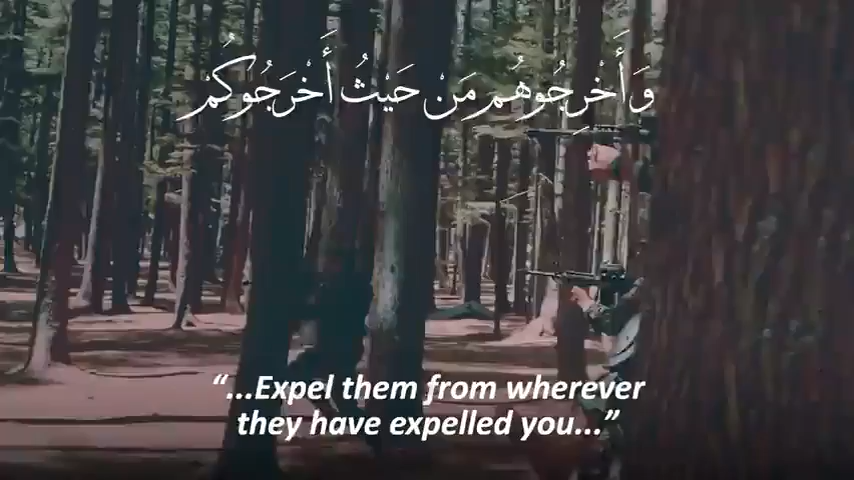 وَأَخْرِجُوهُم مِّنْ حَيْثُ أَخْرَجُوكُمْ
“...Expel them from wherever
they have expelled you...”